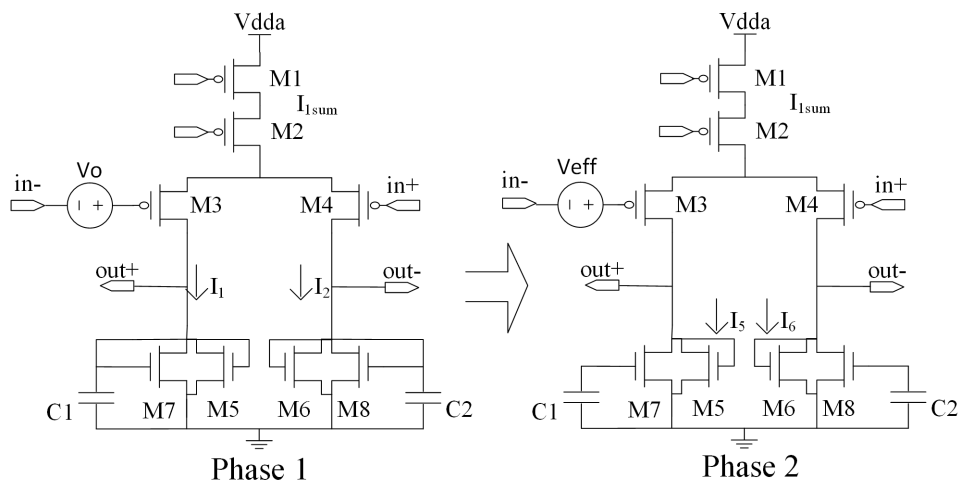 Vdda
M1
I1sum
M2
in-
Vo
- +
M3
M4
in+
out+
I1
I2
out-
C1
M7
M5
M6
M8
C2
Phase 1
Vdda
M1
I1sum
M2
in-
Veff
- +
M3
M4
in+
out+
out-
I5
I6
C1
M7
M5
M6
M8
C2
Phase 2